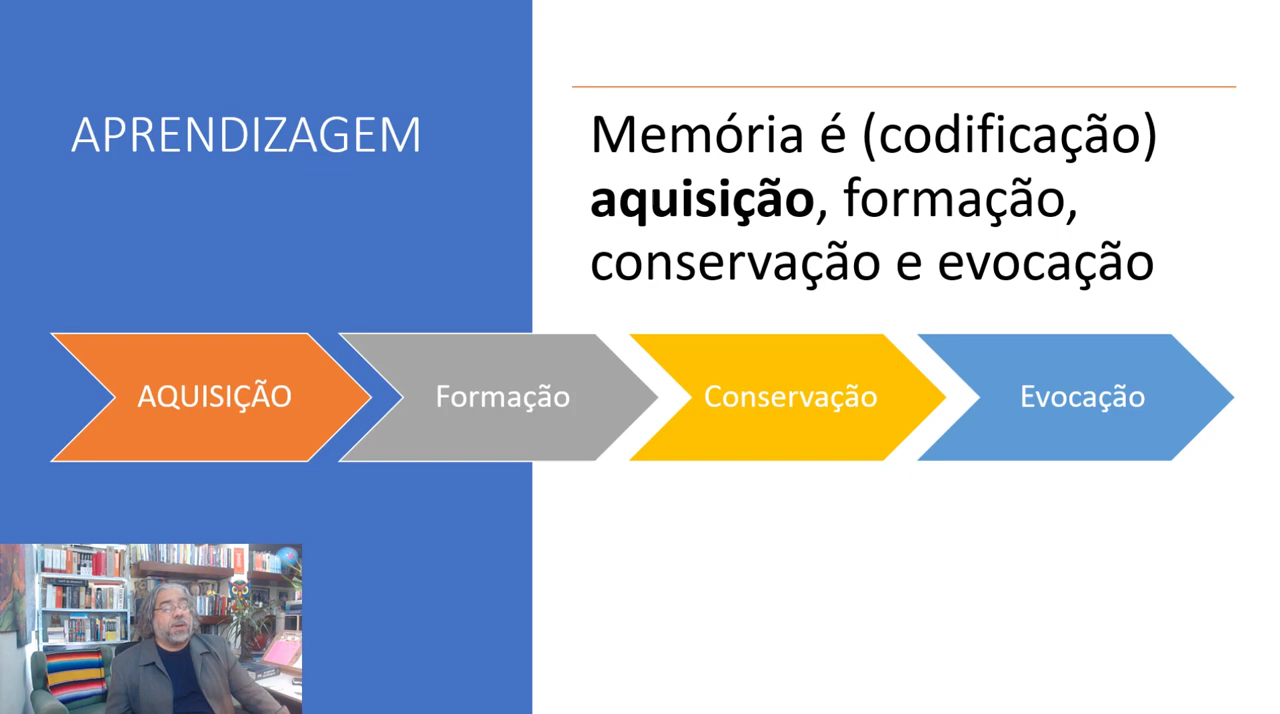 APRENDIZAGEM
Memória é (codificação)
aquisição, formação,
conservação e evocação
AQUISIÇÃO
Formação
Conservação
Evocação